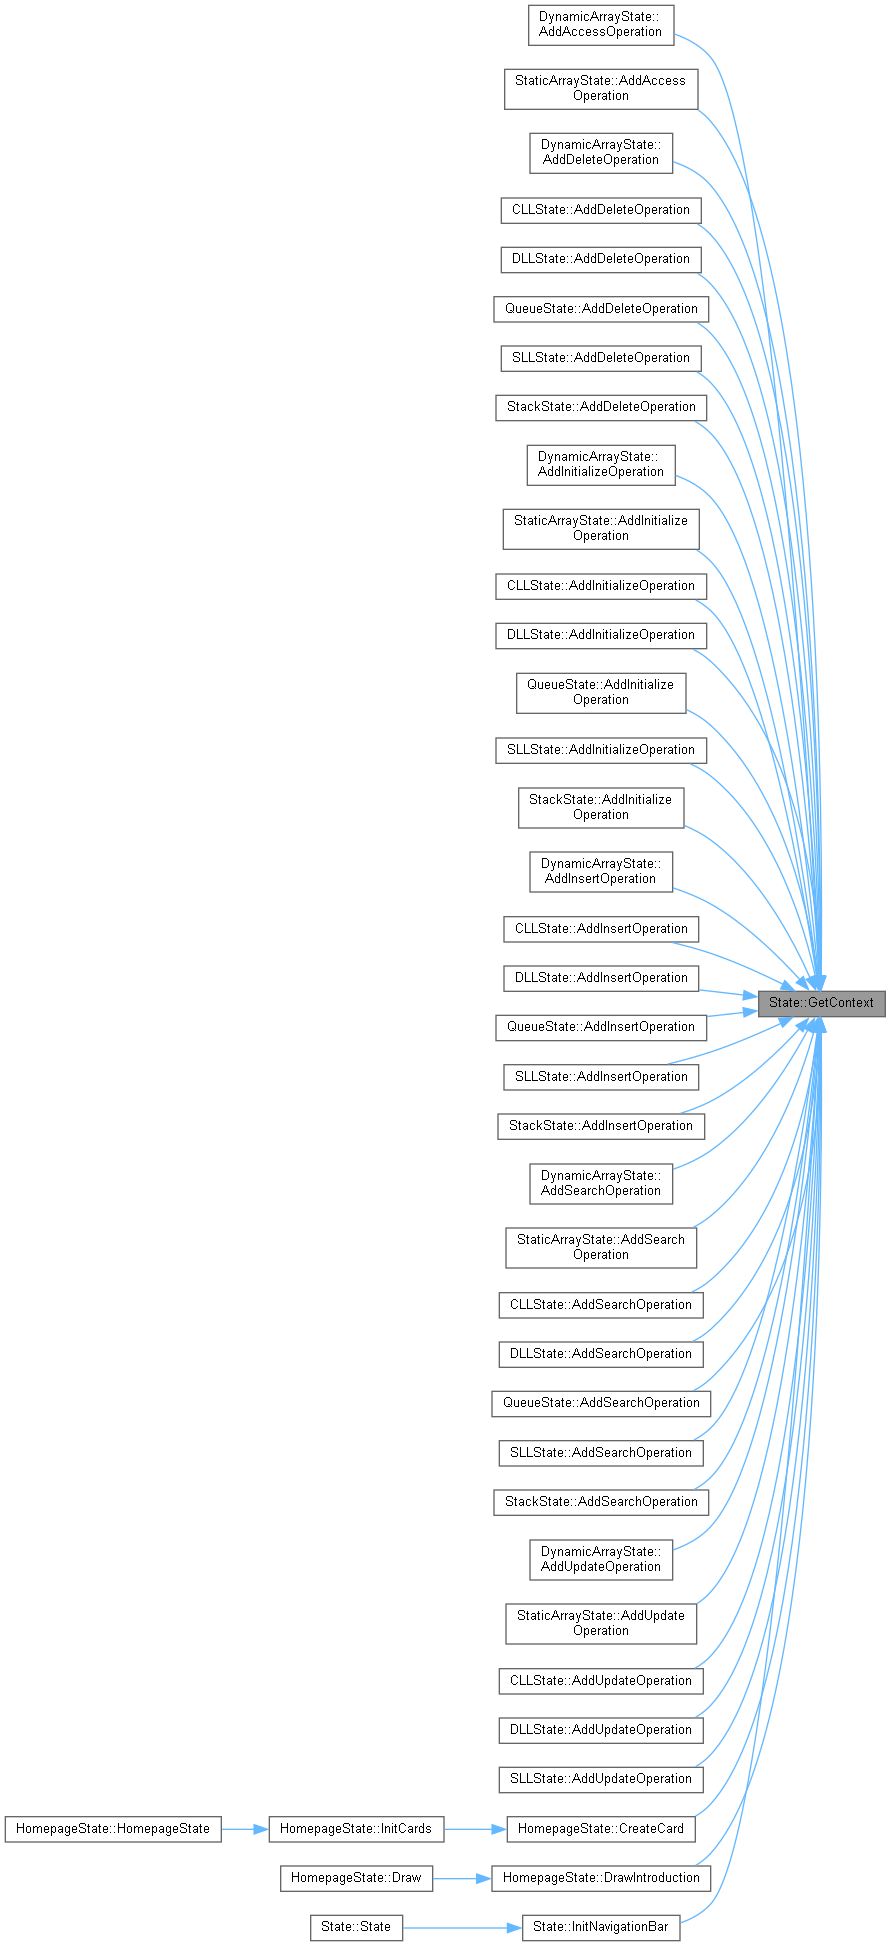 DynamicArrayState::
AddAccessOperation
StaticArrayState::AddAccess
Operation
DynamicArrayState::
AddDeleteOperation
CLLState::AddDeleteOperation
DLLState::AddDeleteOperation
QueueState::AddDeleteOperation
SLLState::AddDeleteOperation
StackState::AddDeleteOperation
DynamicArrayState::
AddInitializeOperation
StaticArrayState::AddInitialize
Operation
CLLState::AddInitializeOperation
DLLState::AddInitializeOperation
QueueState::AddInitialize
Operation
SLLState::AddInitializeOperation
StackState::AddInitialize
Operation
DynamicArrayState::
AddInsertOperation
CLLState::AddInsertOperation
DLLState::AddInsertOperation
State::GetContext
QueueState::AddInsertOperation
SLLState::AddInsertOperation
StackState::AddInsertOperation
DynamicArrayState::
AddSearchOperation
StaticArrayState::AddSearch
Operation
CLLState::AddSearchOperation
DLLState::AddSearchOperation
QueueState::AddSearchOperation
SLLState::AddSearchOperation
StackState::AddSearchOperation
DynamicArrayState::
AddUpdateOperation
StaticArrayState::AddUpdate
Operation
CLLState::AddUpdateOperation
DLLState::AddUpdateOperation
SLLState::AddUpdateOperation
HomepageState::HomepageState
HomepageState::InitCards
HomepageState::CreateCard
HomepageState::Draw
HomepageState::DrawIntroduction
State::State
State::InitNavigationBar